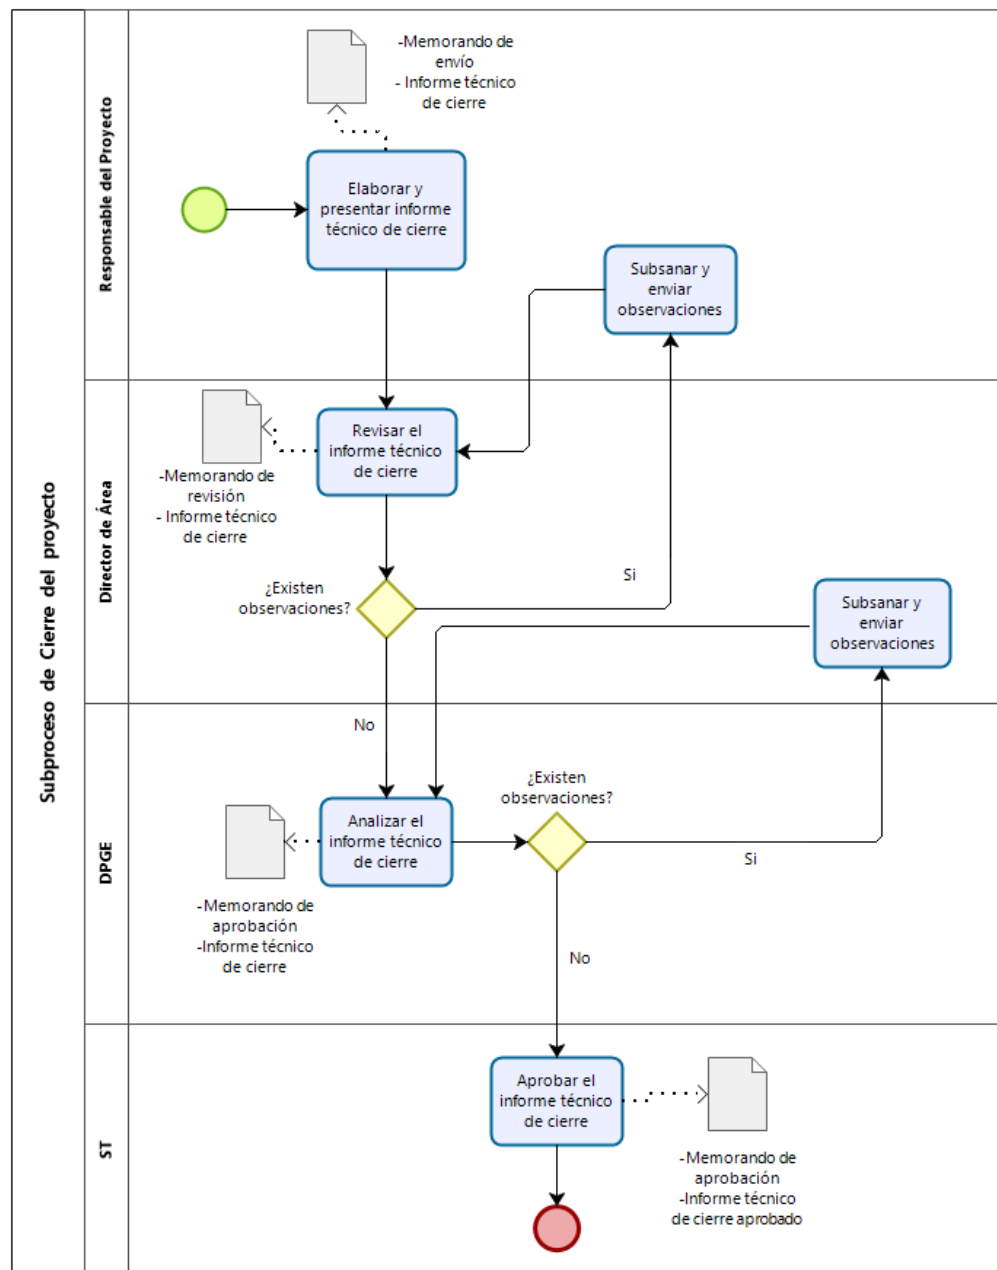 Subproceso de Cierre del proyecto
Responsable del Proyecto
-Memorando de
envío
- Informe técnico
de cierre
Elaborar y
presentar informe
técnico de cierre
Subsanar y
enviar
observaciones
Director de Área
Revisar el
informe técnico
de cierre
-Memorando de
revisión
- Informe técnico
de cierre
¿Existen
observaciones?
Si
Subsanar y
enviar
observaciones
DPGE
No
¿Existen
observaciones?
Analizar el
informe técnico
de cierre
Si
-Memorando de
aprobación
-Informe técnico
de cierre
No
ST
Aprobar el
informe técnico
de cierre
-Memorando de
aprobación
-Informe técnico
de cierre aprobado